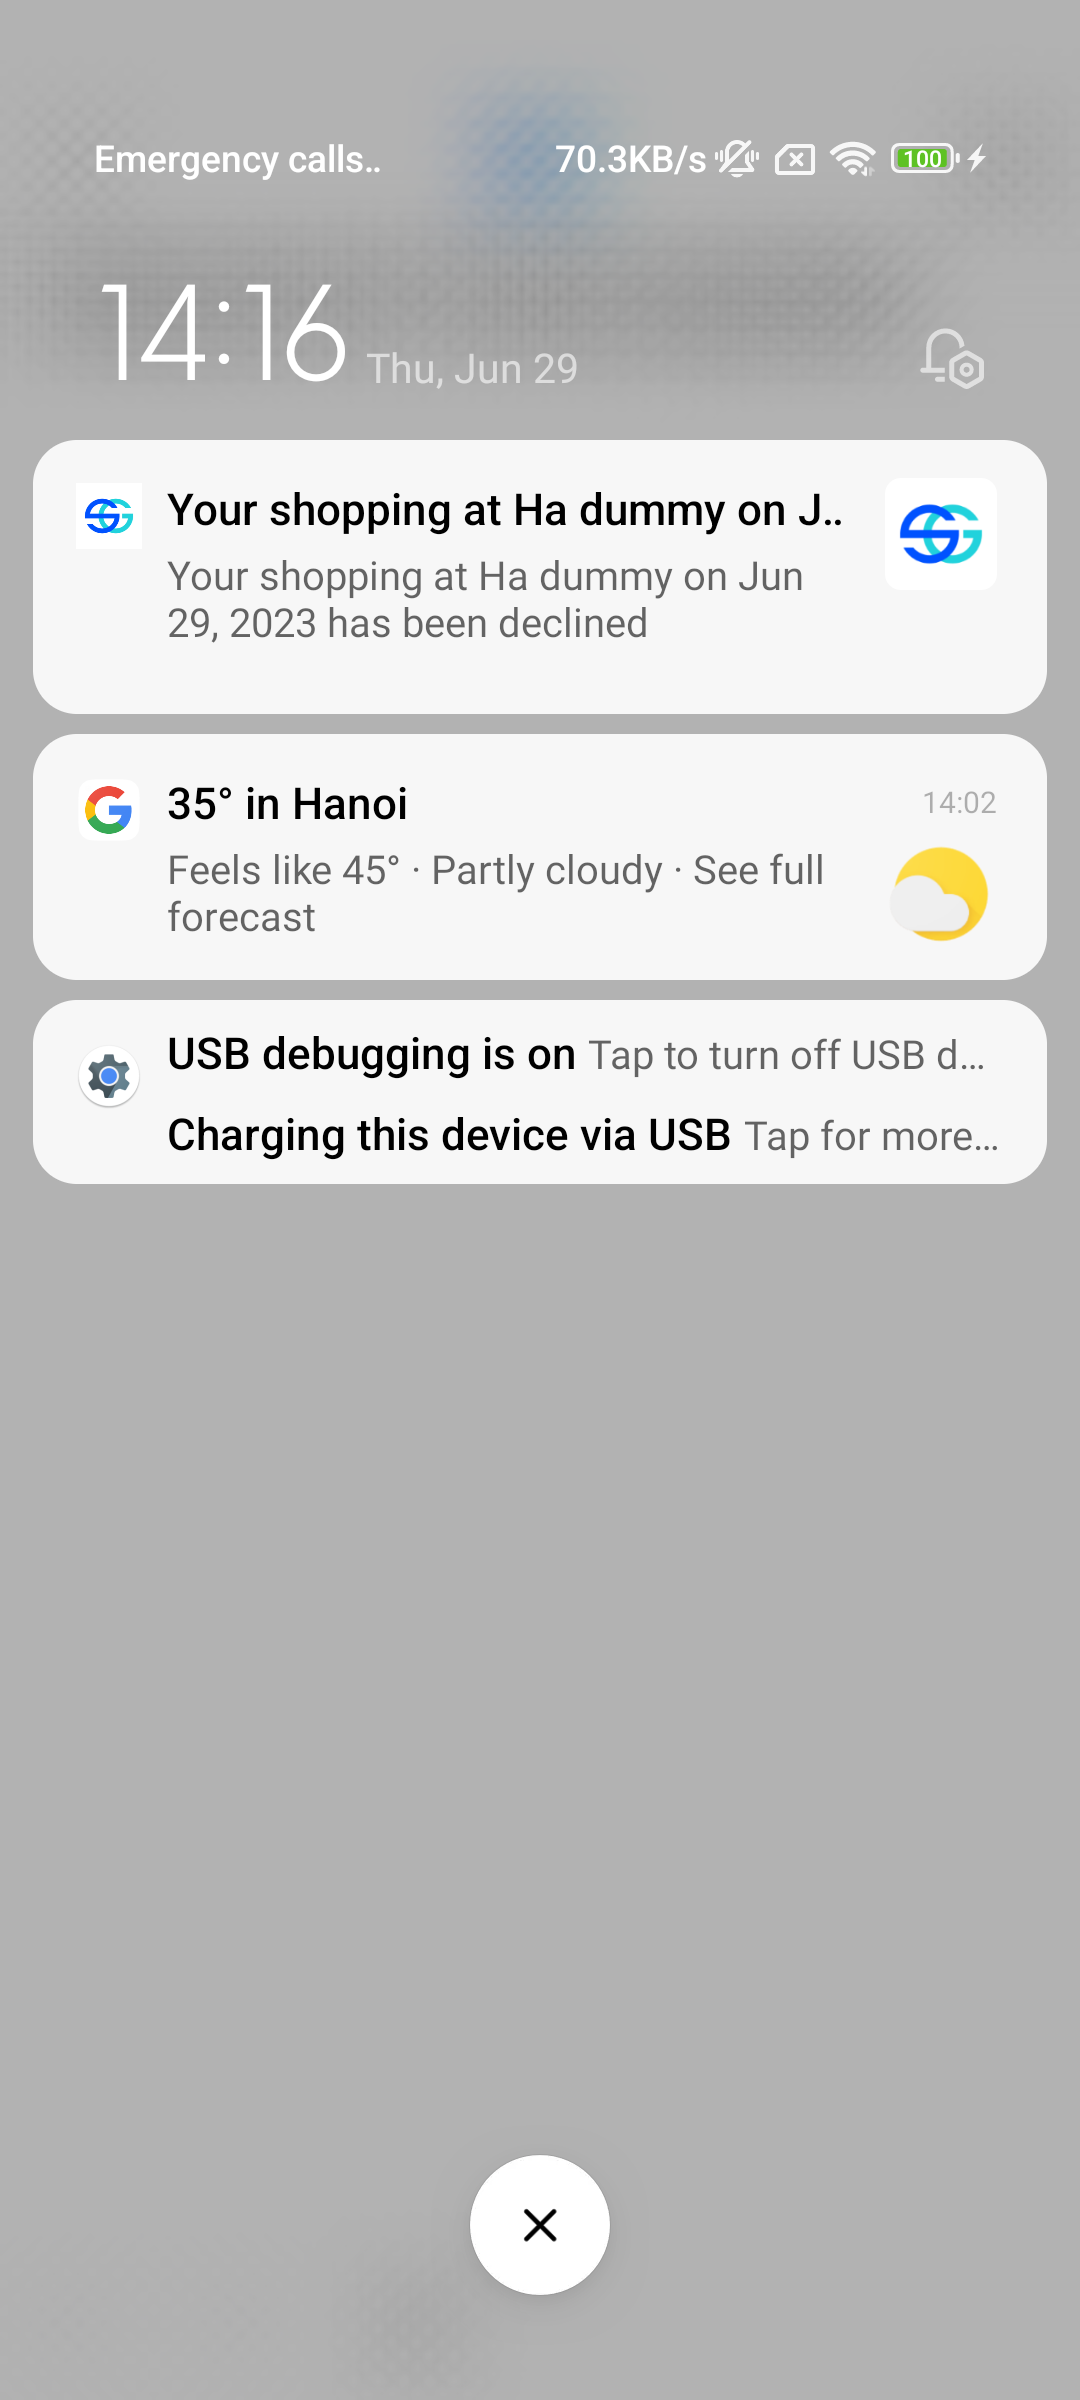 Emergency calls.. 70.3KB/s 100
14:16 Thu, Jun 29
Your shopping at Ha dummy on J..
Your shopping at Ha dummy on Jun
29, 2023 has been declined
35° in Hanoi 14:02
Feels like 45° · Partly cloudy · See full
forecast
USB debugging is on Tap to turn off USB d...
Charging this device via USB Tap for more...